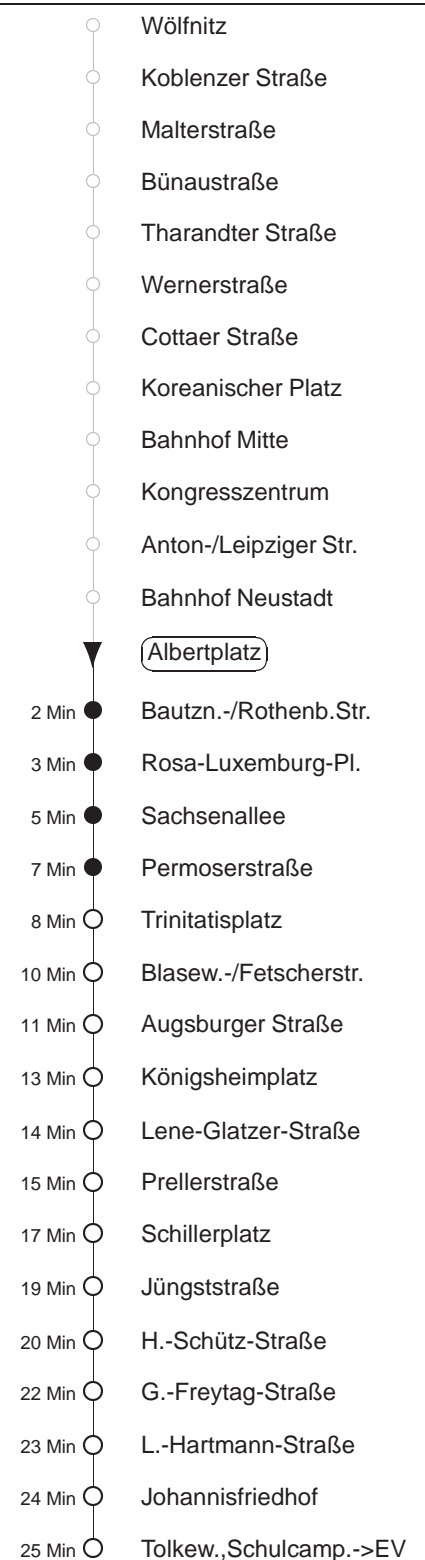 Wölfnitz
Koblenzer Straße
Malterstraße
Bünaustraße
Tharandter Straße
Wernerstraße
Cottaer Straße
Koreanischer Platz
Bahnhof Mitte
Kongresszentrum
Anton-/Leipziger Str.
Bahnhof Neustadt
Albertplatz
2 Min Bautzn.-/Rothenb.Str.
3 Min Rosa-Luxemburg-Pl.
5 Min Sachsenallee
7 Min Permoserstraße
8 Min Trinitatisplatz
10 Min Blasew.-/Fetscherstr.
11 Min Augsburger Straße
13 Min Königsheimplatz
14 Min Lene-Glatzer-Straße
15 Min Prellerstraße
17 Min Schillerplatz
19 Min Jüngststraße
20 Min H.-Schütz-Straße
22 Min G.-Freytag-Straße
23 Min L.-Hartmann-Straße
24 Min Johannisfriedhof
25 Min Tolkew.,Schulcamp.->EV